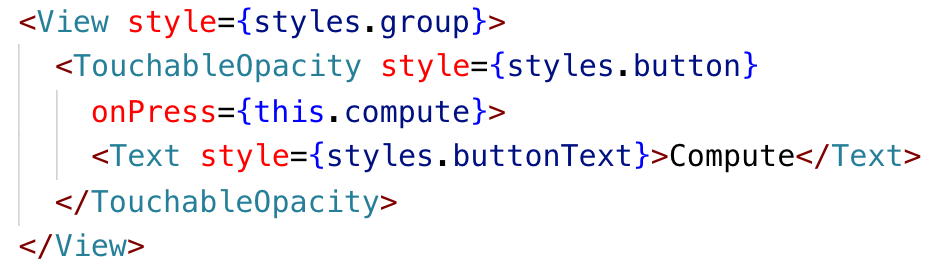 <View style={styles.group}>
  <TouchableOpacity style={styles.button}
    onPress={this.compute}>
    <Text style={styles.buttonText}>Compute</Text>
  </TouchableOpacity>
</View>